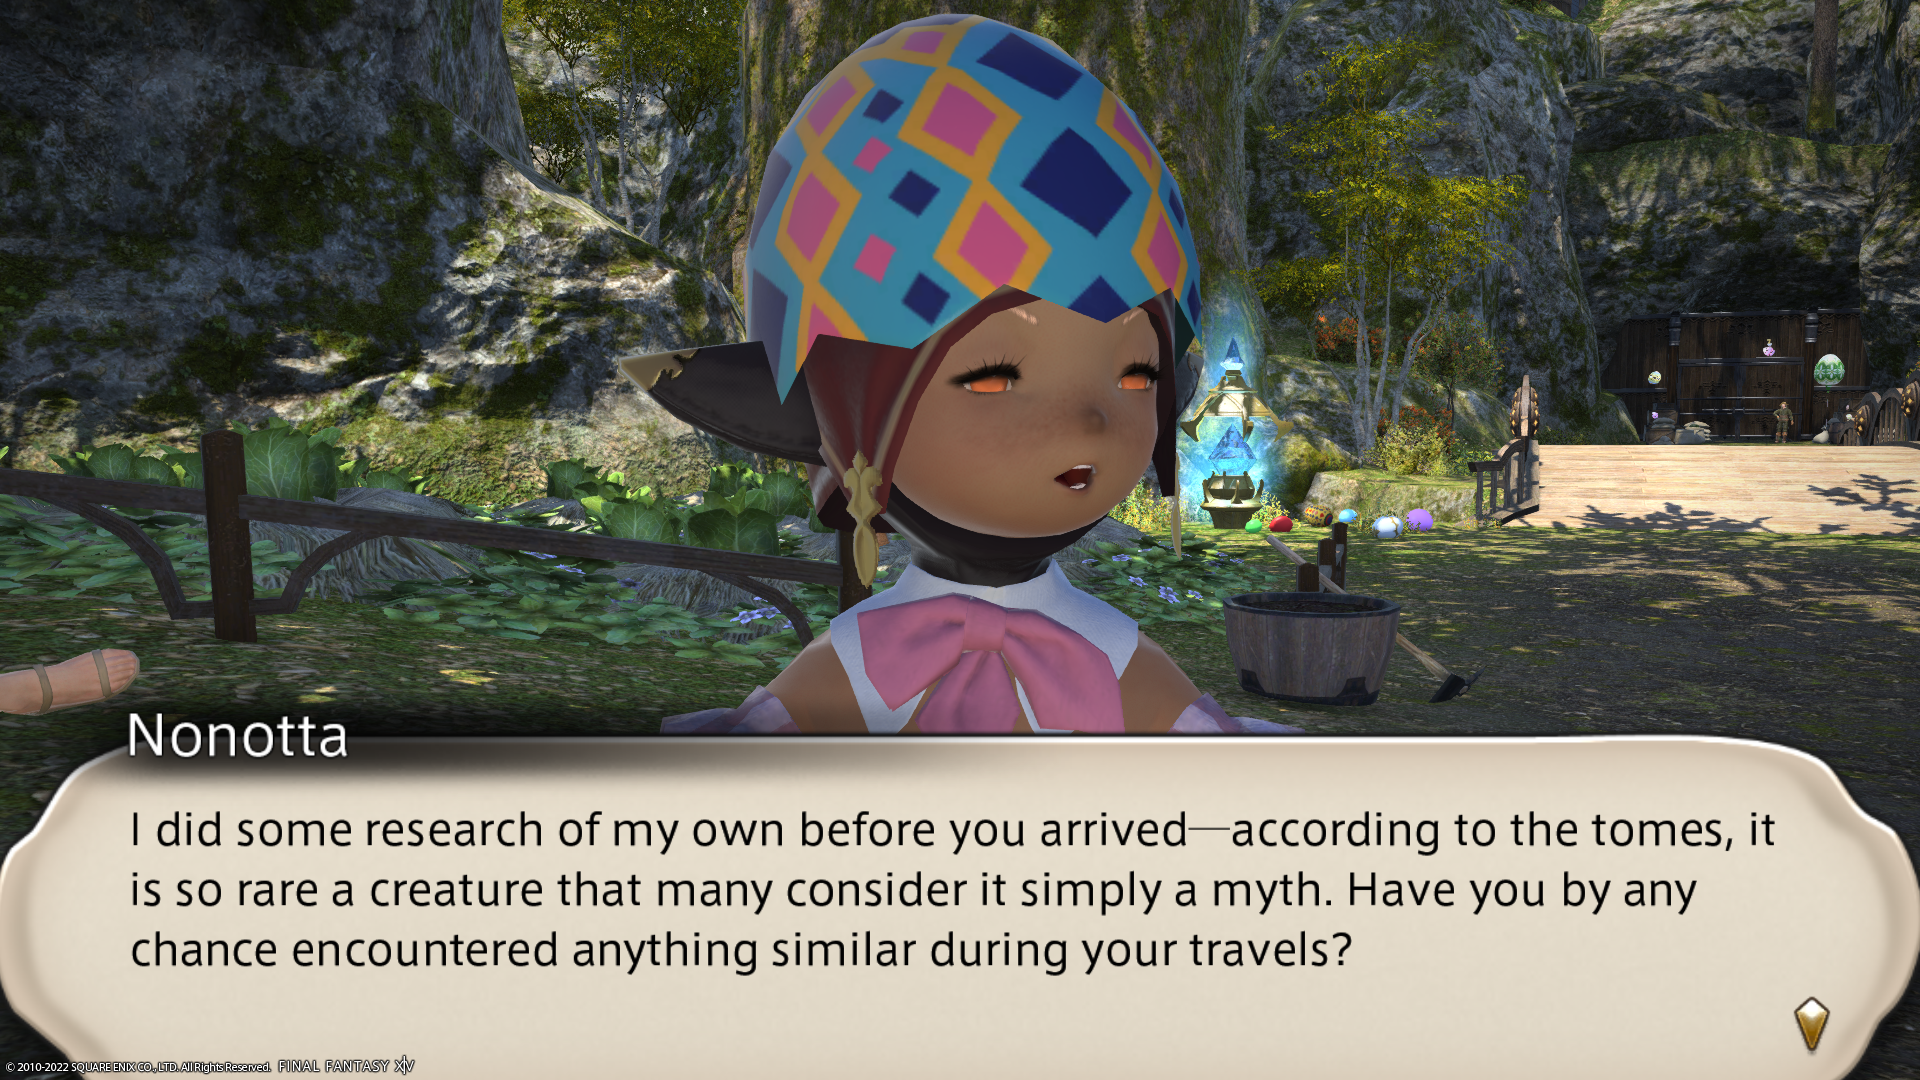 Nonotta
I did some research of my own before you arrived—according to the tomes, it
is so rare a creature that many consider it simply a myth. Have you by any
chance encountered anything similar during your travels?
© 2010-2022 SQUARE ENIX CO., LTD. All Rights Reserved. FINAL FANTASY XIV